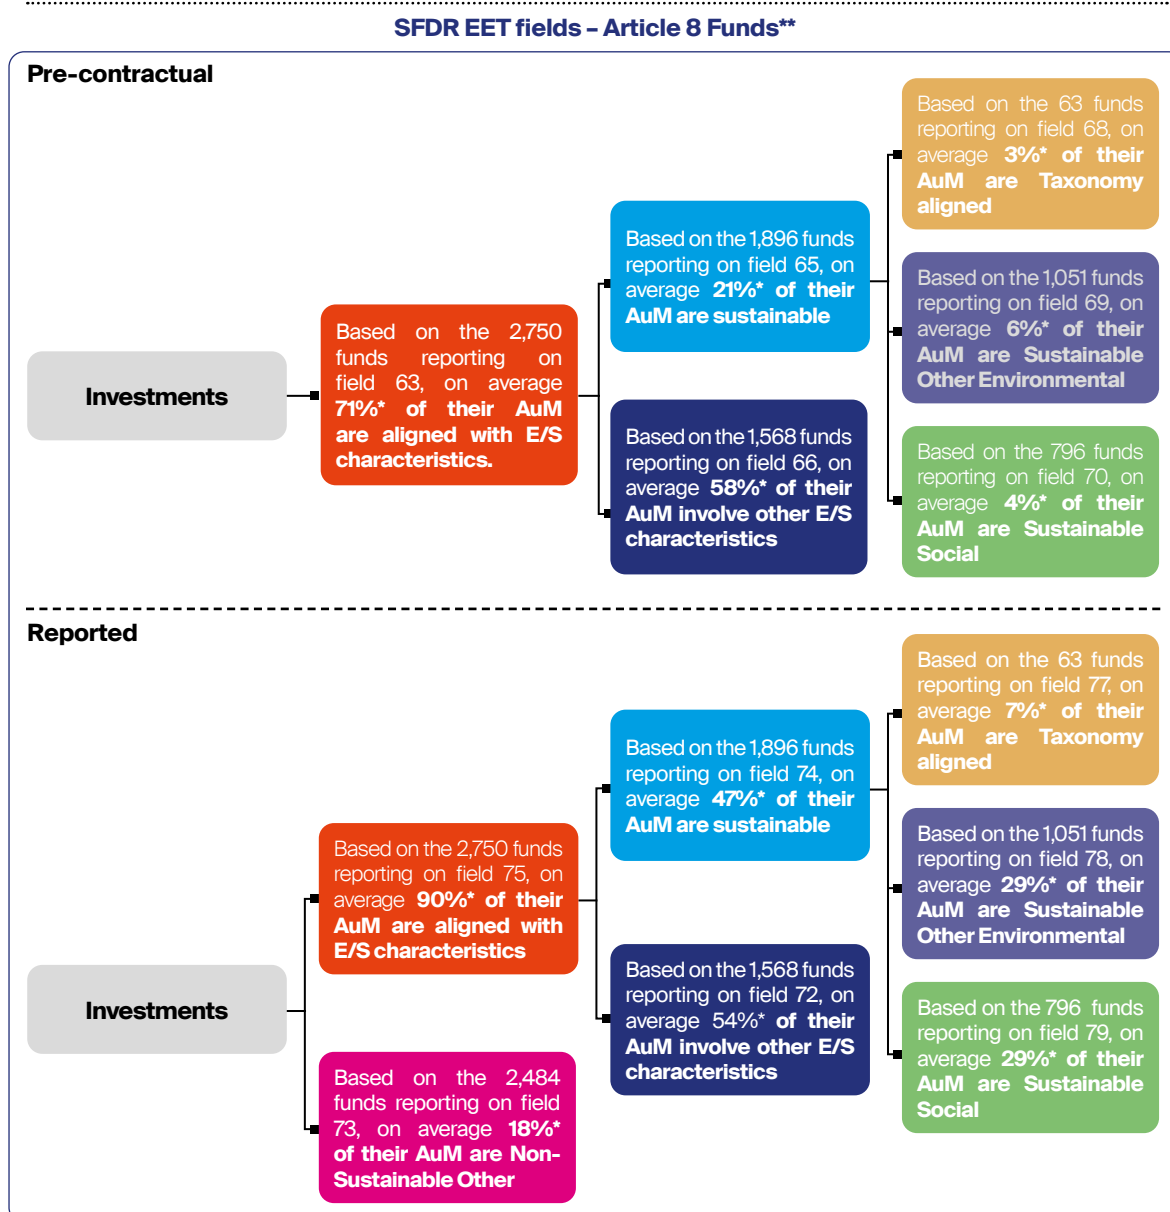 SFDR EET fields – Article 8 Funds**
Pre-contractual
Investments
Based on the 2,750
funds reporting on
field 63, on average
71%* of their AuM
are aligned with E/S
characteristics.
Based on the 1,896 funds
reporting on field 65, on
average 21%* of their
AuM are sustainable
Based on the 1,568 funds
reporting on field 66, on
average 58%* of their
AuM involve other E/S
characteristics
Based on the 63 funds
reporting on field 68, on
average 3%* of their
AuM are Taxonomy
aligned
Based on the 1,051 funds
reporting on field 69, on
average 6%* of their
AuM are Sustainable
Other Environmental
Based on the 796 funds
reporting on field 70, on
average 4%* of their
AuM are Sustainable
Social
Reported
Investments
Based on the 2,750 funds
reporting on field 75, on
average 90%* of their
AuM are aligned with
E/S characteristics
Based on the 2,484
funds reporting on field
73, on average 18%*
of their AuM are Non-
Sustainable Other
Based on the 1,896 funds
reporting on field 74, on
average 47%* of their
AuM are sustainable
Based on the 1,568 funds
reporting on field 72, on
average 54%* of their
AuM involve other E/S
characteristics
Based on the 63 funds
reporting on field 77, on
average 7%* of their
AuM are Taxonomy
aligned
Based on the 1,051 funds
reporting on field 78, on
average 29%* of their
AuM are Sustainable
Other Environmental
Based on the 796 funds
reporting on field 79, on
average 29%* of their
AuM are Sustainable
Social